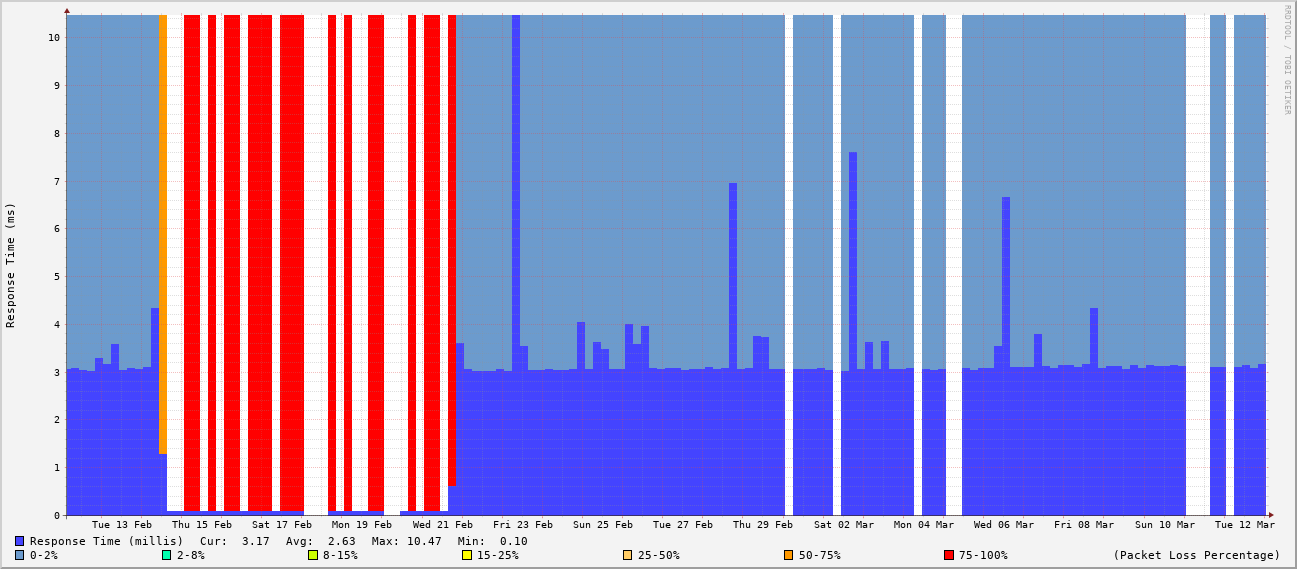 RRDTOOL / TOBI OETIKER
Response Time (ms)
10
9
8
7
6
5
4
3
2
1
0
Tue 13 Feb Thu 15 Feb Sat 17 Feb Mon 19 Feb Wed 21 Feb Fri 23 Feb Sun 25 Feb Tue 27 Feb Thu 29 Feb Sat 02 Mar Mon 04 Mar Wed 06 Mar Fri 08 Mar Sun 10 Mar Tue 12 Mar
Response Time (millis) Cur: 3.17 Avg: 2.63 Max: 10.47 Min: 0.10
0-2% 2-8% 8-15% 15-25% 25-50% 50-75% 75-100% (Packet Loss Percentage)